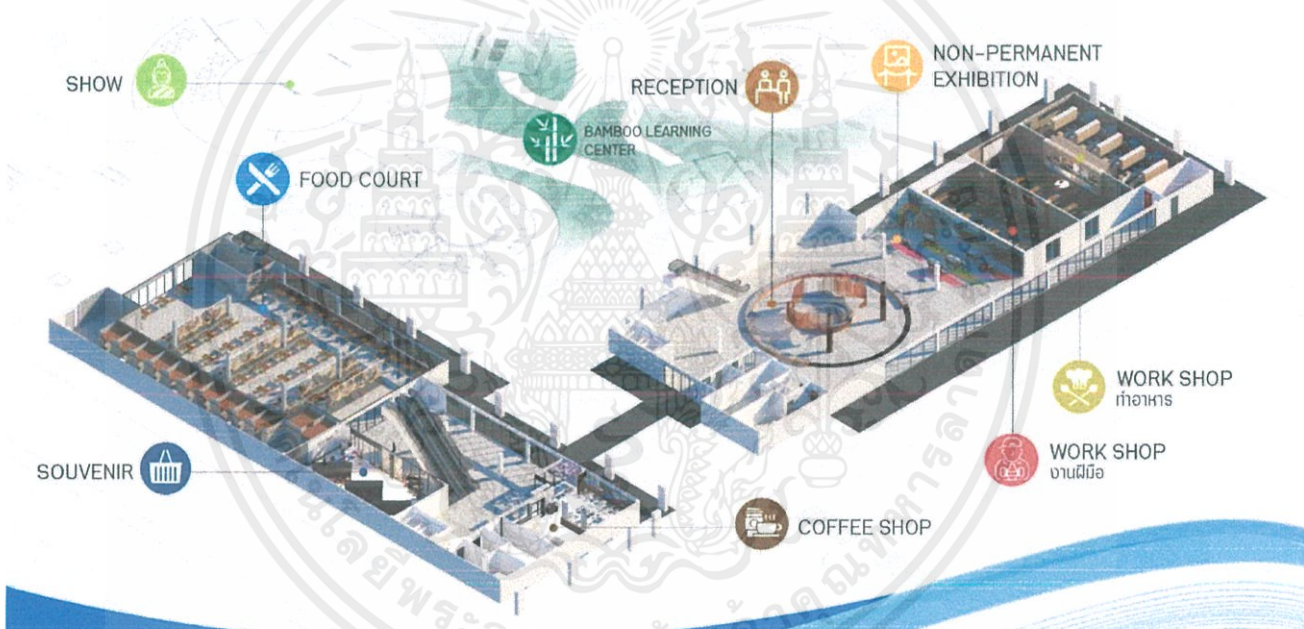 SHOW
FOOD COURT
BAMBOO LEARNING
CENTER
RECEPTION
NON-PERMANENT
EXHIBITION
SOUVENIR
COFFEE SHOP
WORK SHOP
ทำอาหาร
WORK SHOP
งานฝีมือ